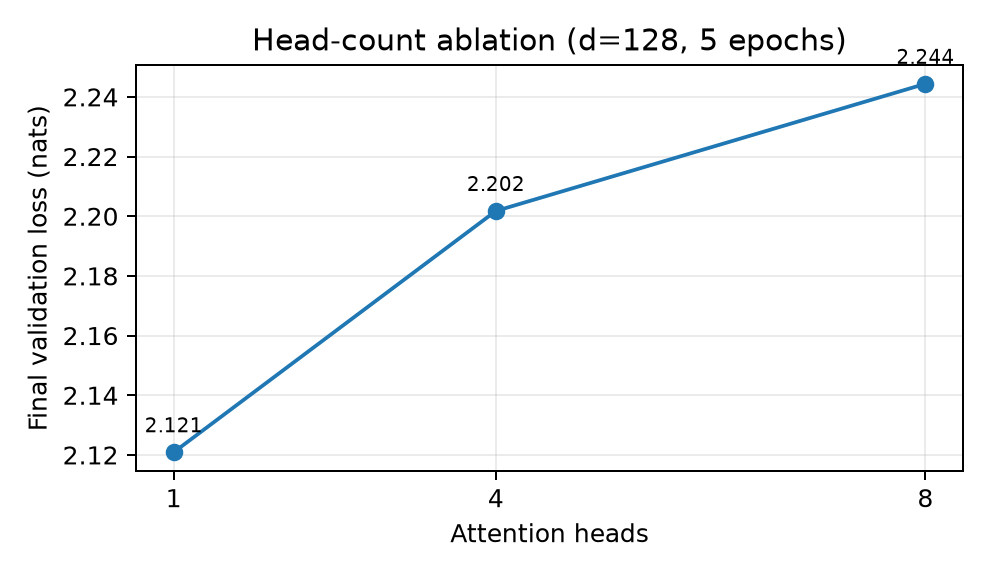 Head-count ablation (d=128, 5 epochs)
2.244
2.24
2.22
2.202
2.20
2.18
2.16
2.14
2.121
2.12
Final validation loss (nats)
1 4 8
Attention heads